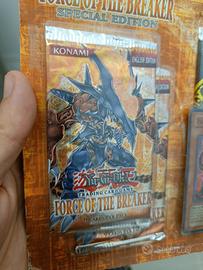 FORCE OF THE BREAKER
SPECIAL EDITION
KONAMI
ENGLISH EDITION
Yu-Gi-Oh!
TRADING CARD GAME
FORCE OF THE BREAKER
subito